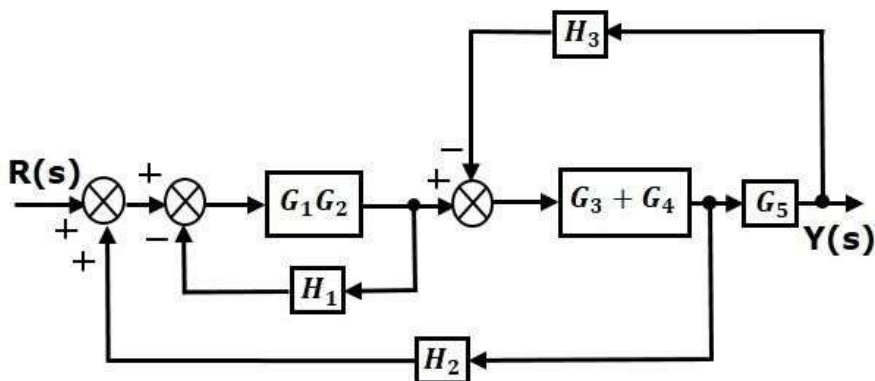 H₃
−
R(s)
+
+
+
−
G₁G₂
+
G₃ + G₄
G₅
Y(s)
H₁
H₂